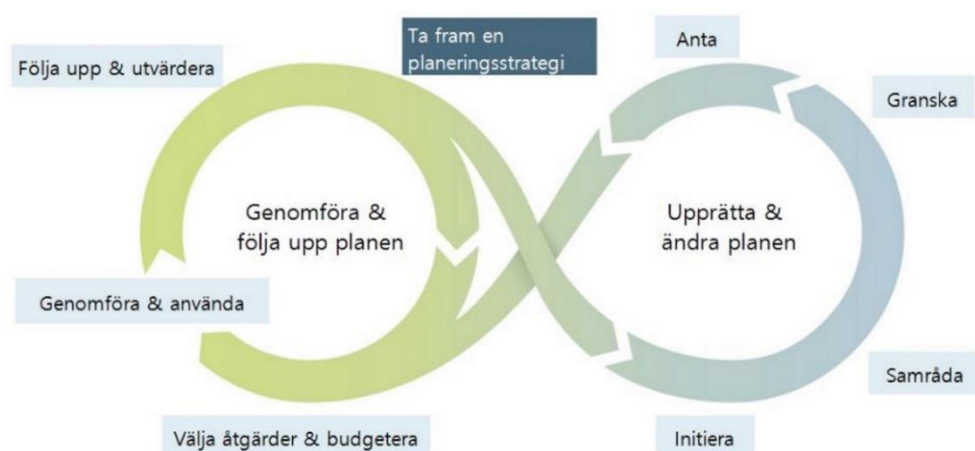 Ta fram en
planeringsstrategi
Anta
Följa upp & utvärdera
Granska
Genomföra &
följa upp planen
Upprätta &
ändra planen
Genomföra & använda
Samråda
Välja åtgärder & budgetera
Initiera